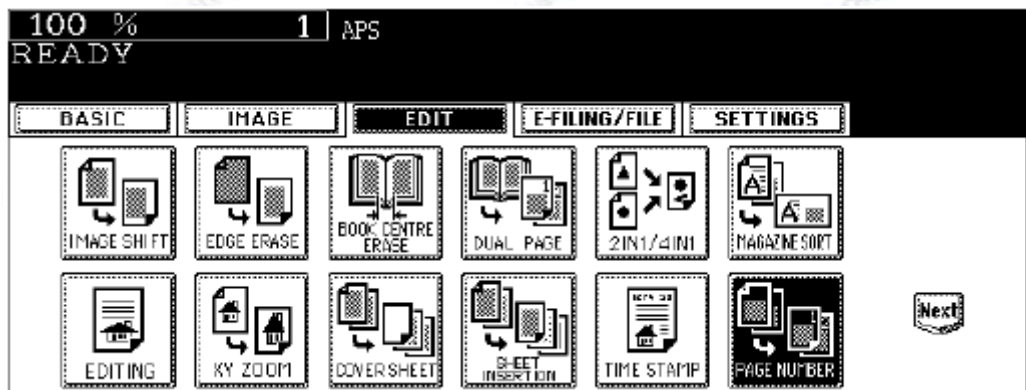 100 % 1 APS
READY
BASIC IMAGE EDIT E-FILING/FILE SETTINGS
IMAGE SHIFT EDGE ERASE BOOK CENTRE ERASE DUAL PAGE 2IN1/4IN1 MAGAZINE SORT
EDITING XY ZOOM COVER SHEET SHEET INSERTION TIME STAMP PAGE NUMBER
Next